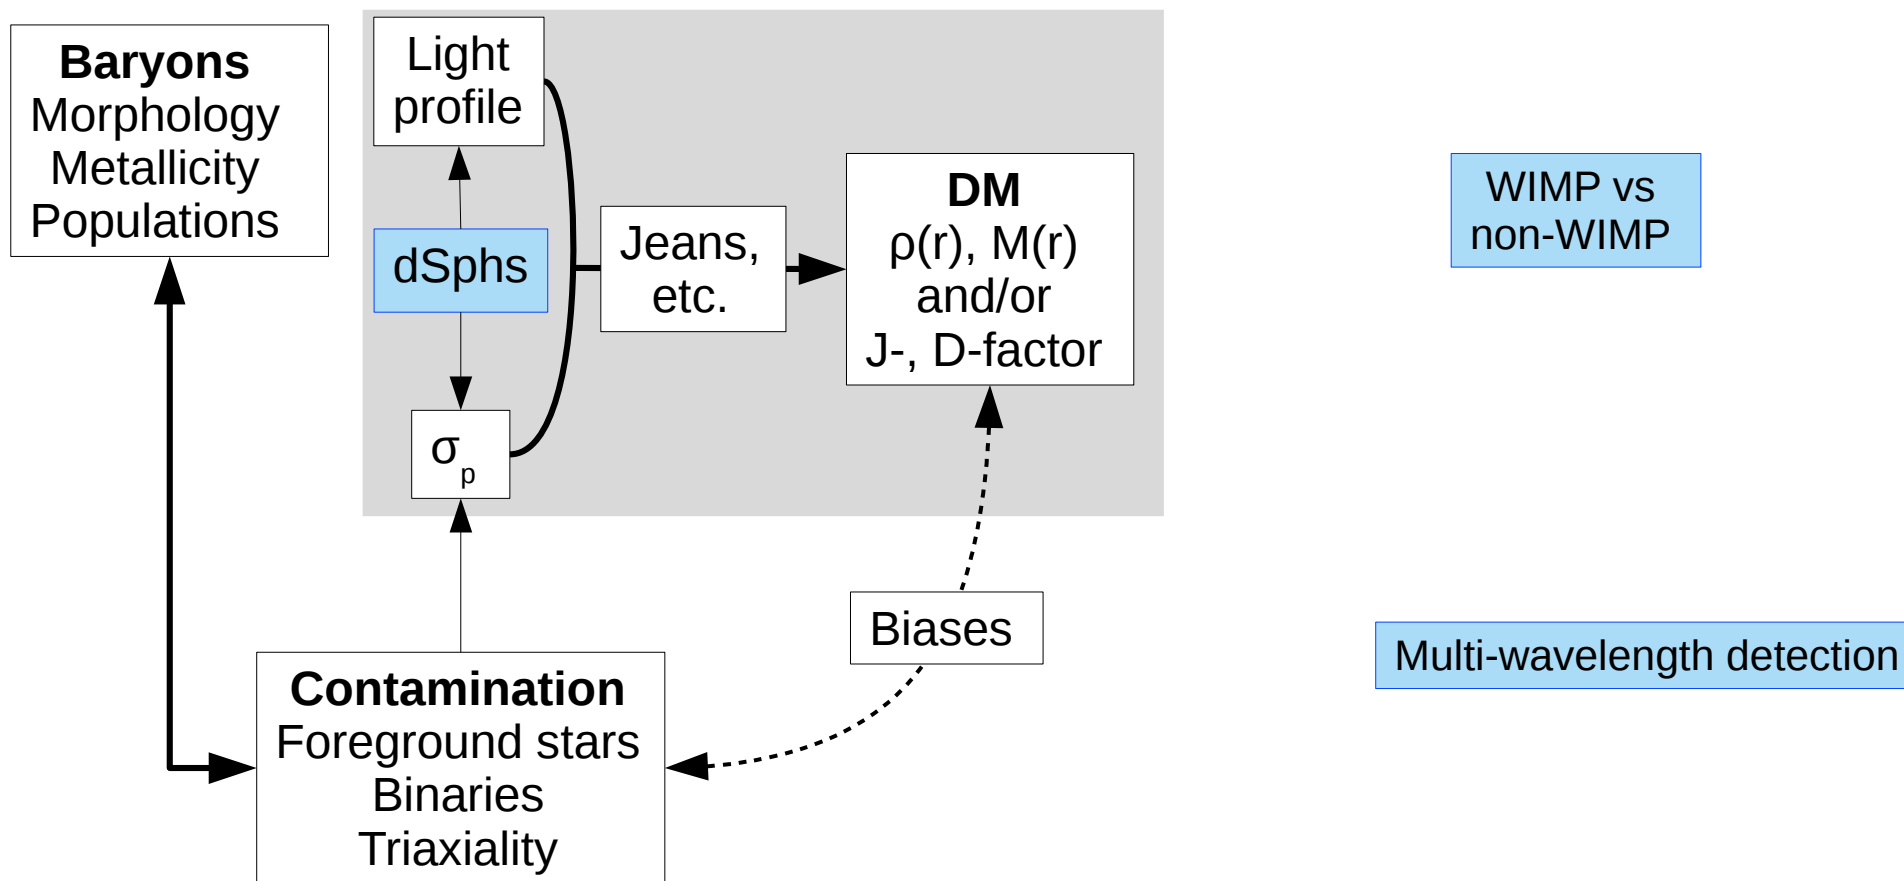 Baryons
Morphology
Metallicity
Populations
Light
profile
dSphs
σp
Jeans,
etc.
DM
ρ(r), M(r)
and/or
J-, D-factor
WIMP vs
non-WIMP
Biases
Multi-wavelength detection
Contamination
Foreground stars
Binaries
Triaxiality